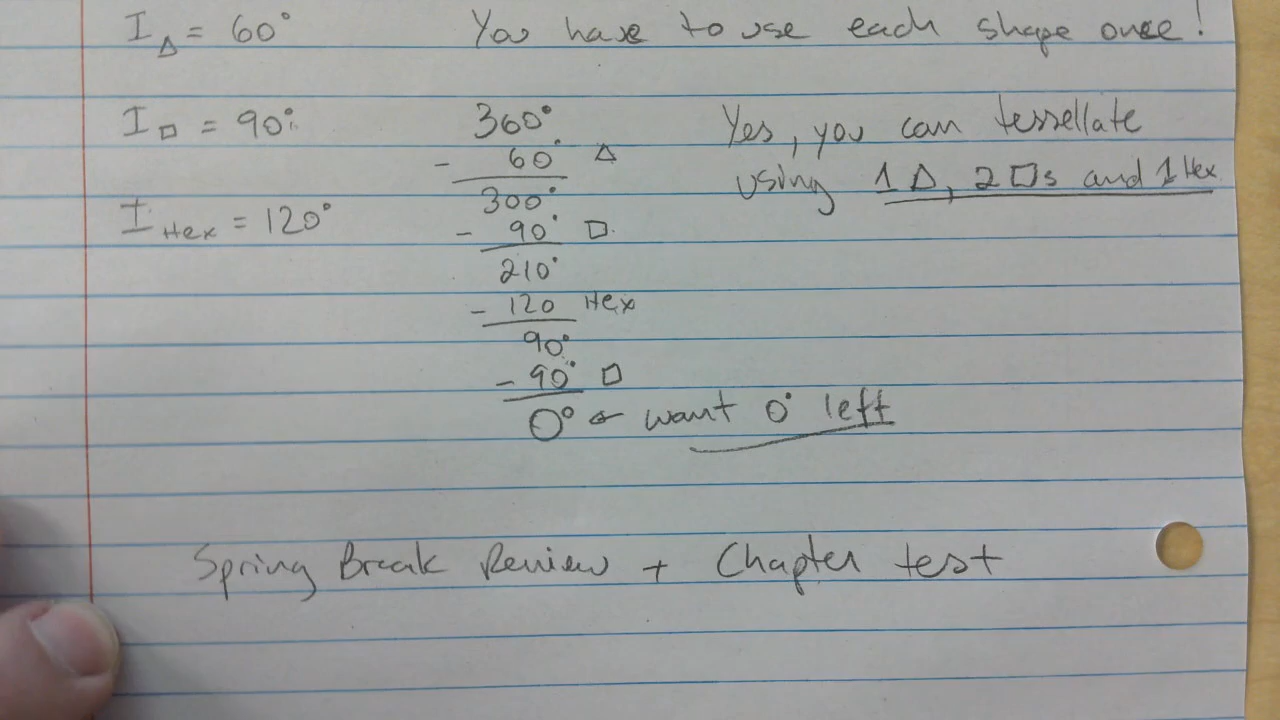 I△ = 60° You have to use each shape once!
I□ = 90° 360° Yes, you can tessellate
- 60° △ using 1 △, 2 □s and 1 Hex
300°
I Hex = 120° - 90° □
210°
- 120 Hex
90°
- 90° □
0° ← want 0° left
Spring Break Review + Chapter test